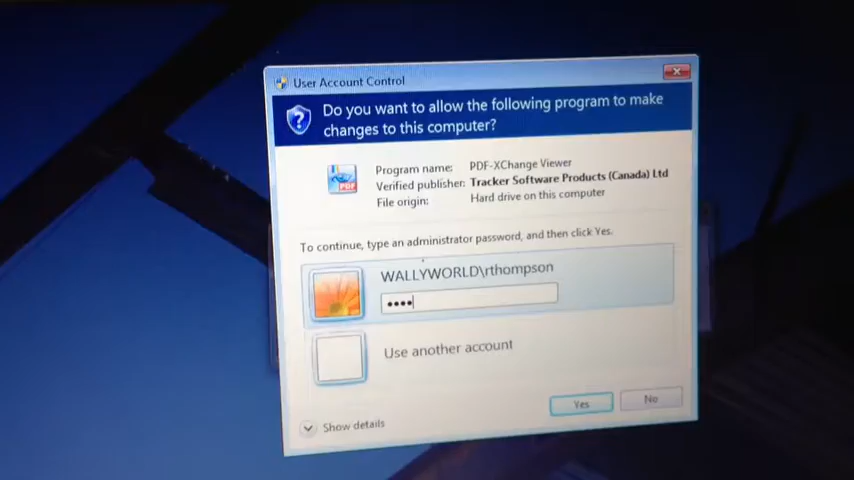 User Account Control
Do you want to allow the following program to make
changes to this computer?
PDF
Program name: PDF-XChange Viewer
Verified publisher: Tracker Software Products (Canada) Ltd
File origin: Hard drive on this computer
To continue, type an administrator password, and then click Yes.
WALLYWORLD\rthompson
••••
Use another account
Yes No
Show details